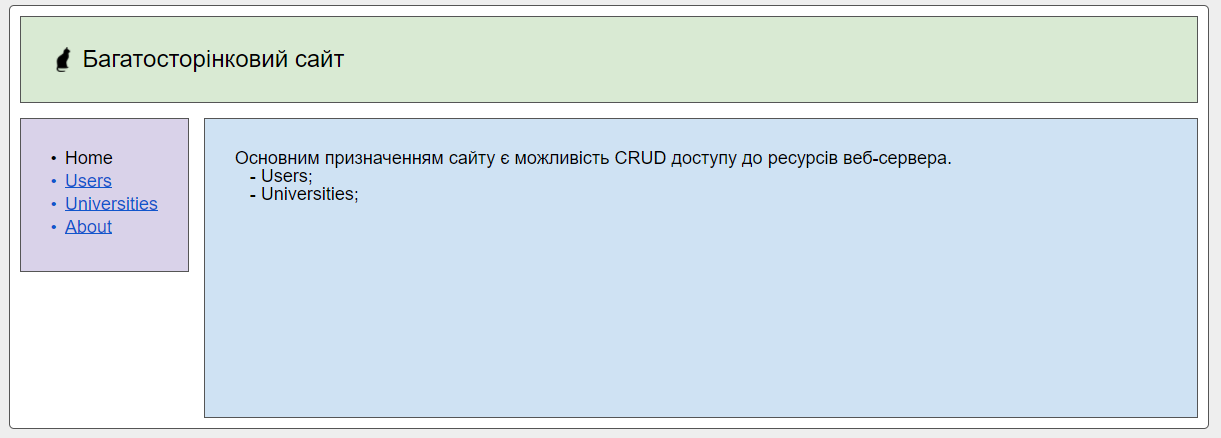 Багатосторінковий сайт
• Home
• Users
• Universities
• About
Основним призначенням сайту є можливість CRUD доступу до ресурсів веб-сервера.
- Users;
- Universities;